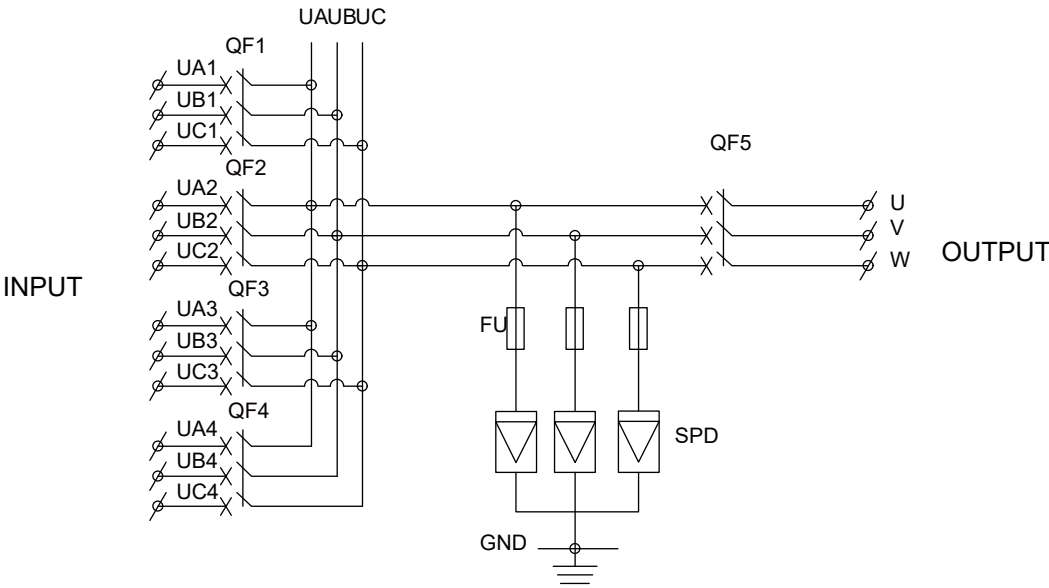 UAUBUC
QF1
UA1
UB1
UC1
QF5
QF2
UA2
U
UB2
V
UC2
W
OUTPUT
INPUT
QF3
UA3
FU
UB3
UC3
QF4
UA4
SPD
UB4
UC4
GND